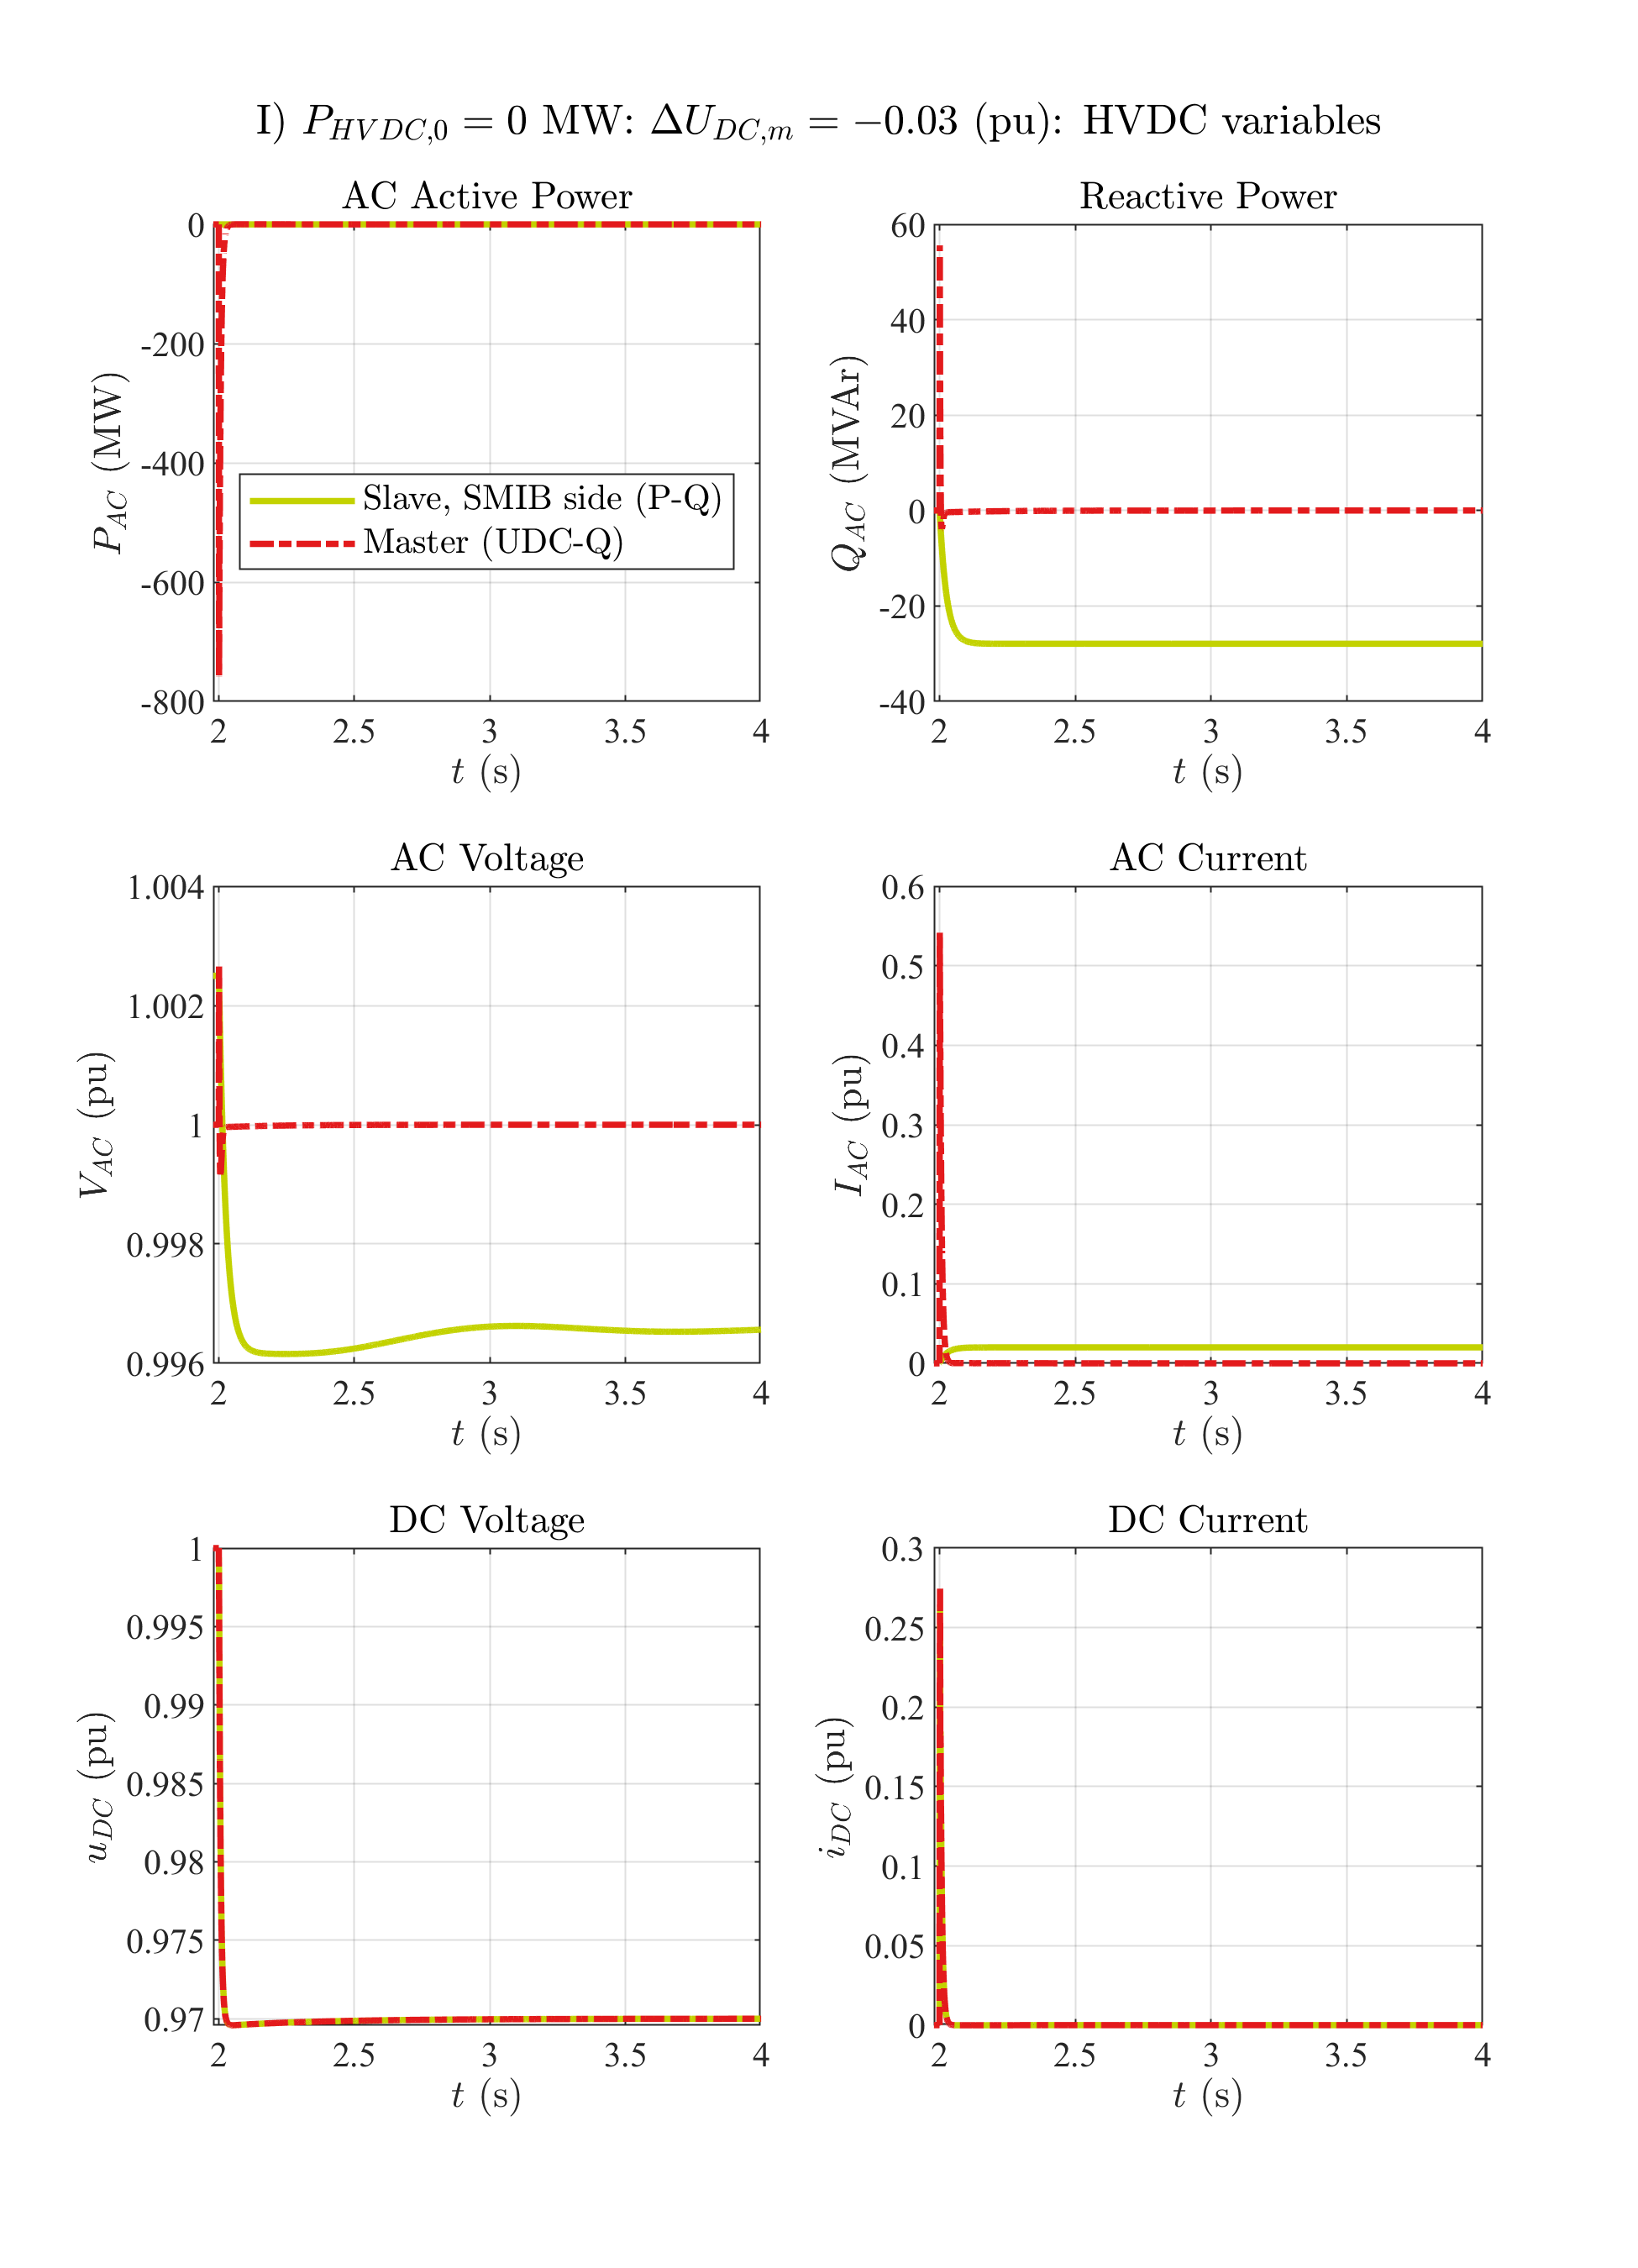 I) P_{HVDC,0} = 0 MW: ΔU_{DC,m} = −0.03 (pu): HVDC variables
AC Active Power
0
-200
-400
-600
-800
P_{AC} (MW)
Slave, SMIB side (P-Q)
Master (UDC-Q)
2 2.5 3 3.5 4
t (s)
Reactive Power
60
40
20
0
-20
-40
Q_{AC} (MVAr)
2 2.5 3 3.5 4
t (s)
AC Voltage
1.004
1.002
1
0.998
0.996
V_{AC} (pu)
2 2.5 3 3.5 4
t (s)
AC Current
0.6
0.5
0.4
0.3
0.2
0.1
0
I_{AC} (pu)
2 2.5 3 3.5 4
t (s)
DC Voltage
1
0.995
0.99
0.985
0.98
0.975
0.97
u_{DC} (pu)
2 2.5 3 3.5 4
t (s)
DC Current
0.3
0.25
0.2
0.15
0.1
0.05
0
i_{DC} (pu)
2 2.5 3 3.5 4
t (s)